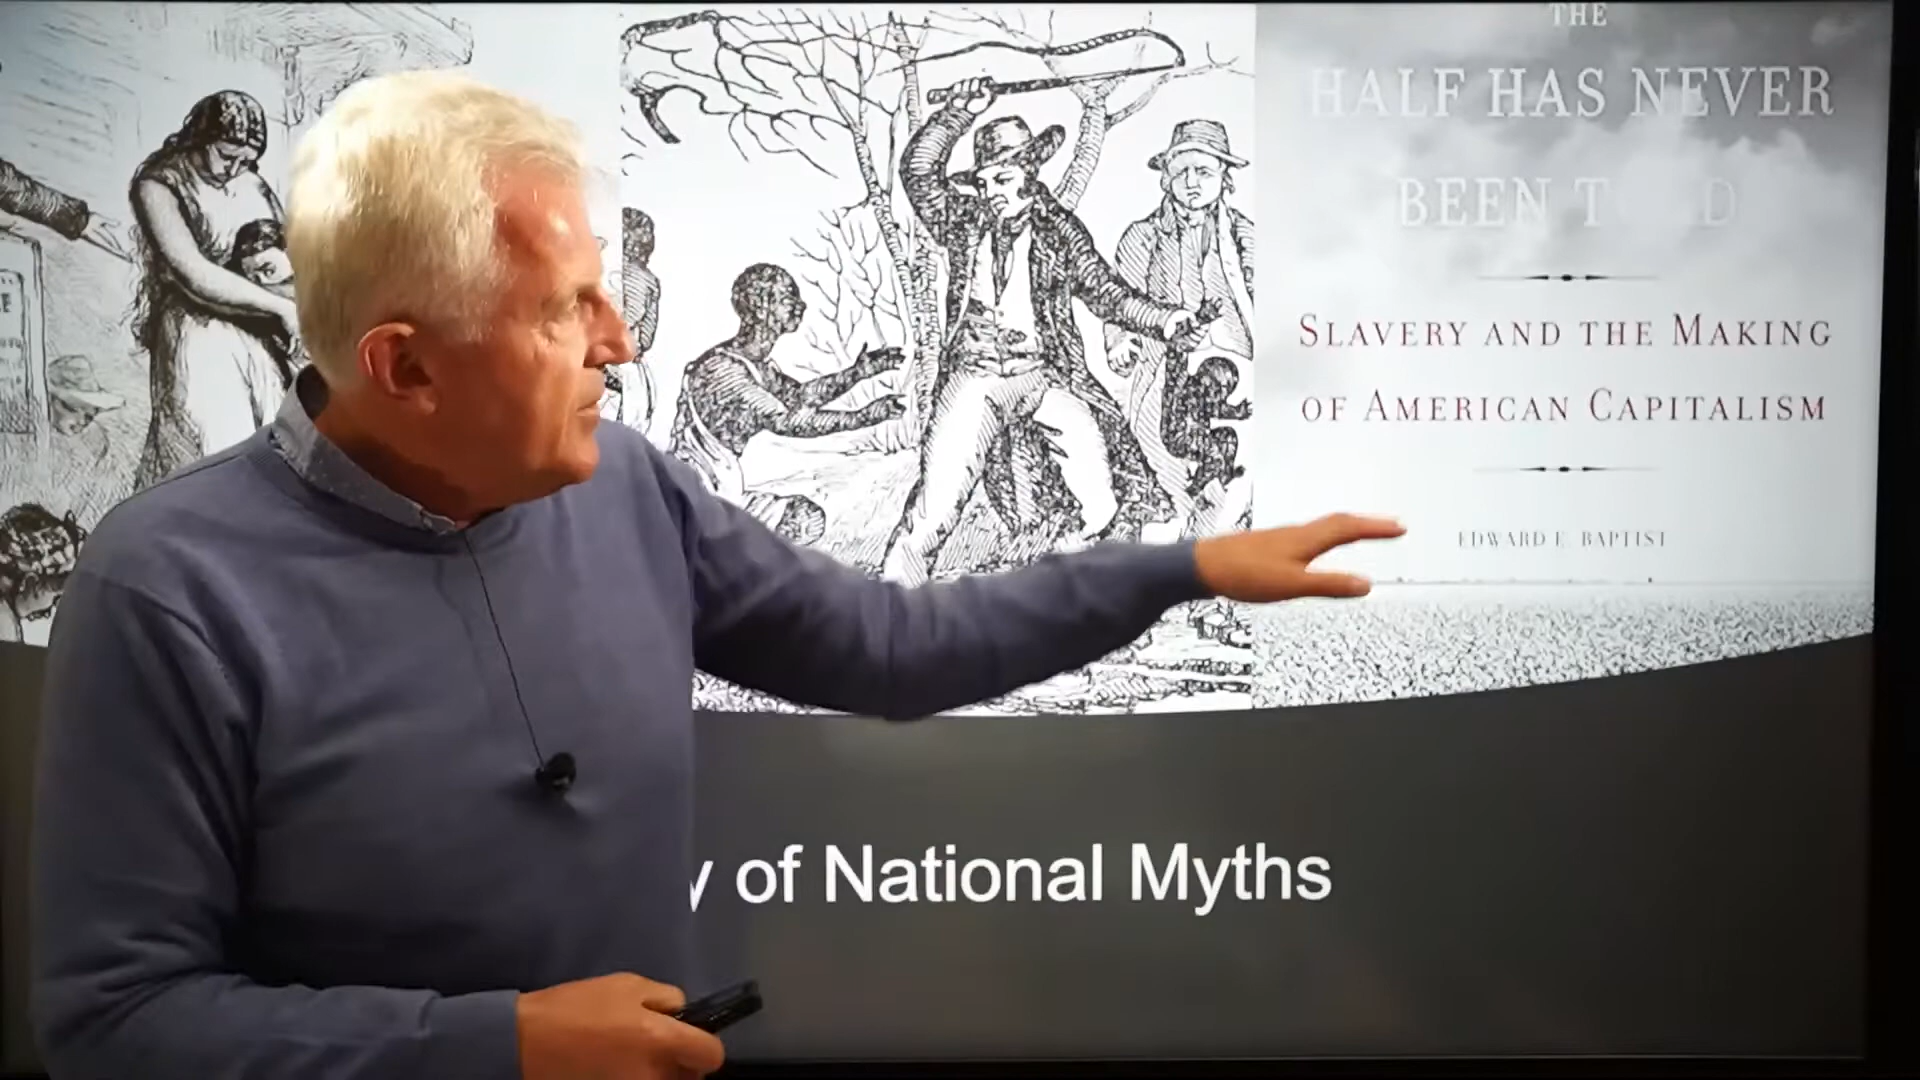 THE
HALF HAS NEVER
BEEN T D
SLAVERY AND THE MAKING
OF AMERICAN CAPITALISM
EDWARD E. BAPTIST
y of National Myths